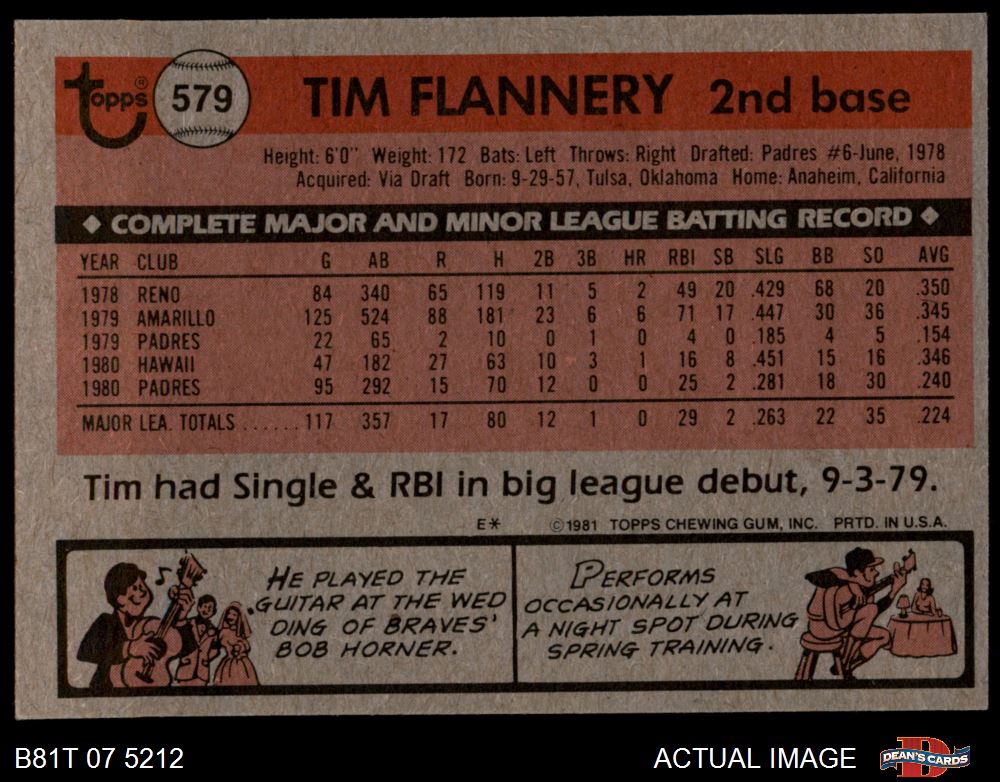 topps ® 579 TIM FLANNERY 2nd base
Height: 6'0" Weight: 172 Bats: Left Throws: Right Drafted: Padres #6-June, 1978
Acquired: Via Draft Born: 9-29-57, Tulsa, Oklahoma Home: Anaheim, California
◆ COMPLETE MAJOR AND MINOR LEAGUE BATTING RECORD ◆
YEAR CLUB G AB R H 2B 3B HR RBI SB SLG BB SO AVG
1978 RENO 84 340 65 119 11 5 2 49 20 .429 68 20 .350
1979 AMARILLO 125 524 88 181 23 6 6 71 17 .447 30 36 .345
1979 PADRES 22 65 2 10 0 1 0 4 0 .185 4 5 .154
1980 HAWAII 47 182 27 63 10 3 1 16 8 .451 15 16 .346
1980 PADRES 95 292 15 70 12 0 0 25 2 .281 18 30 .240
MAJOR LEA. TOTALS ...... 117 357 17 80 12 1 0 29 2 .263 22 35 .224
Tim had Single & RBI in big league debut, 9-3-79.
E* ©1981 TOPPS CHEWING GUM, INC. PRTD. IN U.S.A.
HE PLAYED THE
GUITAR AT THE WED
DING OF BRAVES'
BOB HORNER.
PERFORMS
OCCASIONALLY AT
A NIGHT SPOT DURING
SPRING TRAINING.
B81T 07 5212
ACTUAL IMAGE
DEAN'S CARDS